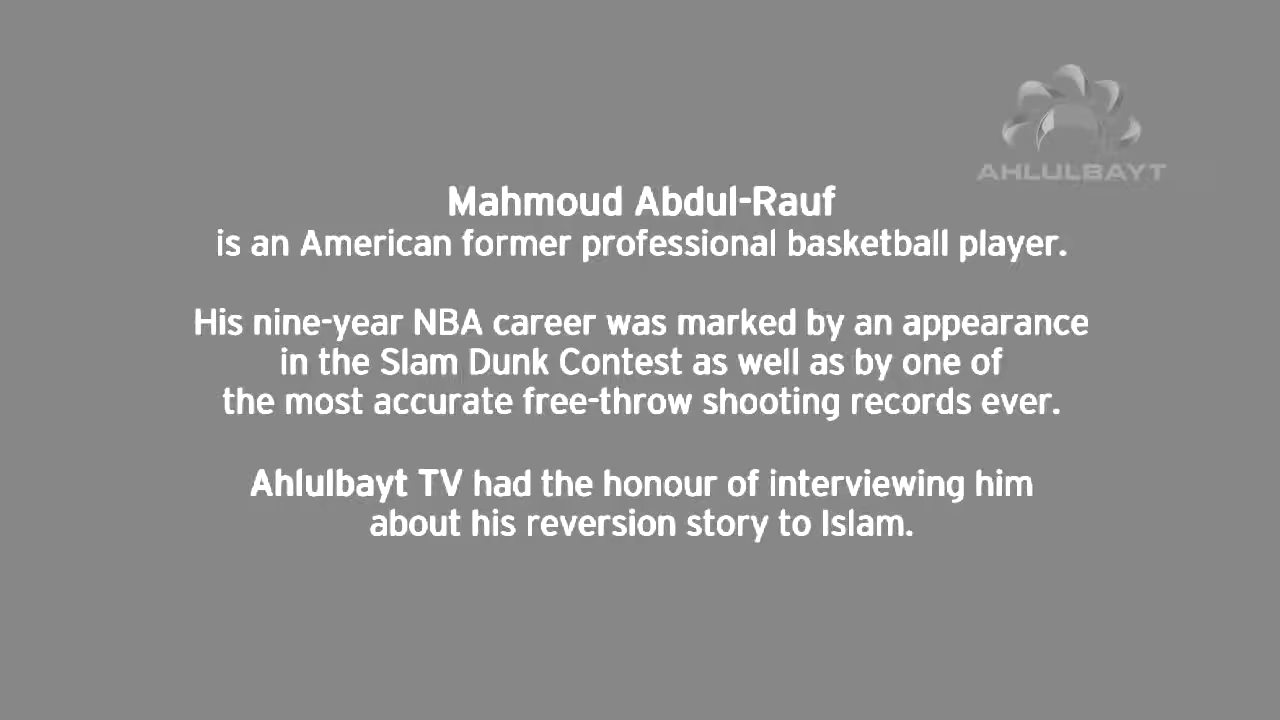 AHLULBAYT
Mahmoud Abdul-Rauf
is an American former professional basketball player.
His nine-year NBA career was marked by an appearance
in the Slam Dunk Contest as well as by one of
the most accurate free-throw shooting records ever.
Ahlulbayt TV had the honour of interviewing him
about his reversion story to Islam.